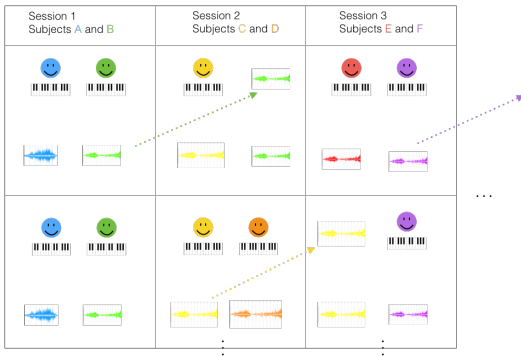 Session 1
Subjects A and B
Session 2
Subjects C and D
Session 3
Subjects E and F
...